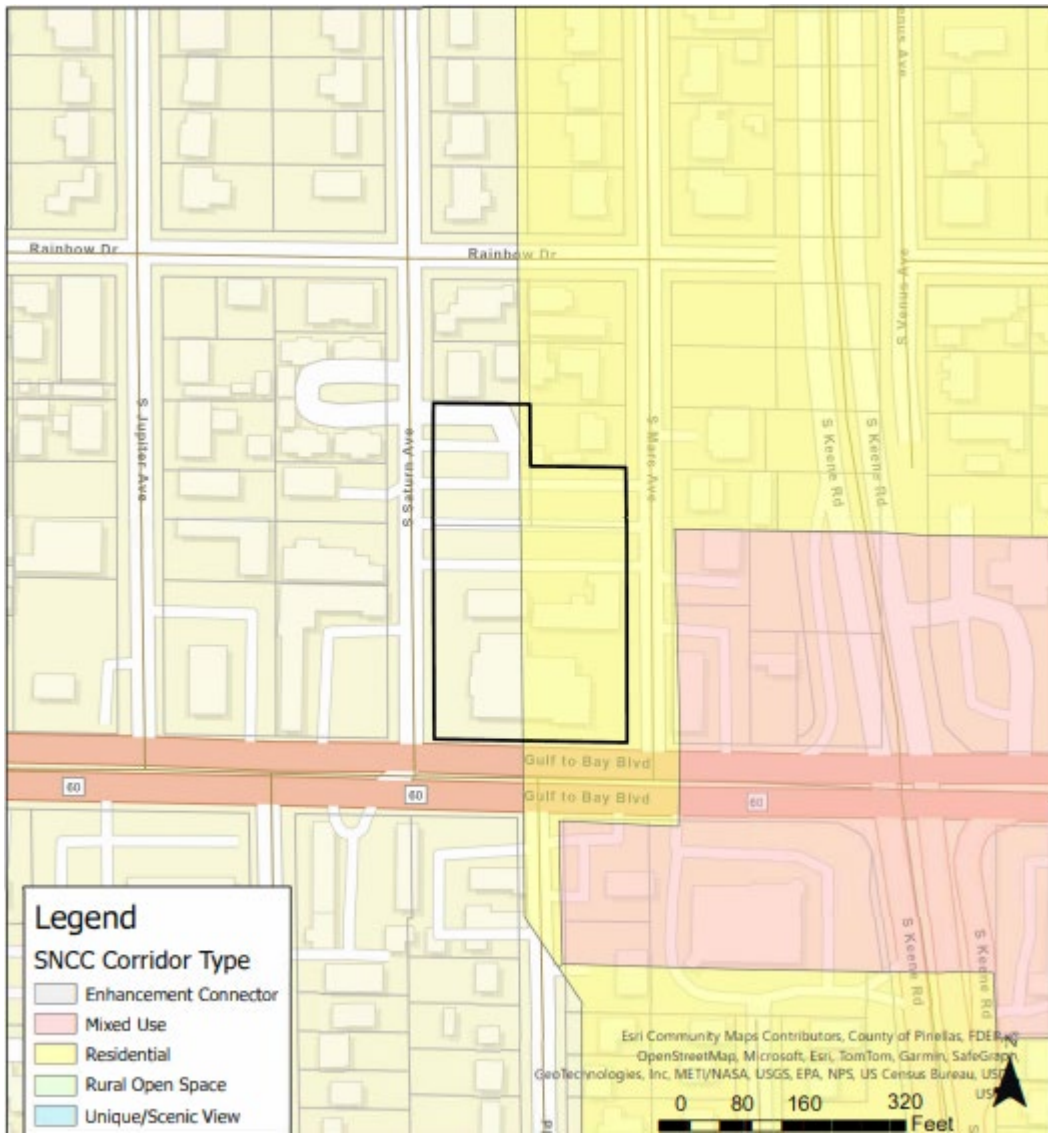 enus Ave
Rainbow Dr
Rainbow Dr
S Venus Ave
S Jupiter Ave
S Saturn Ave
S Mars Ave
S Keene Rd
S Keene Rd
Gulf to Bay Blvd
60
60
Gulf to Bay Blvd
60
Legend
SNCC Corridor Type
Enhancement Connector
Mixed Use
Residential
Rural Open Space
Unique/Scenic View
S Keene Rd
S Keene Rd
Esri Community Maps Contributors, County of Pinellas, FDEP,
OpenStreetMap, Microsoft, Esri, TomTom, Garmin, SafeGraph,
GeoTechnologies, Inc, METI/NASA, USGS, EPA, NPS, US Census Bureau,
N
0 80 160 320
Feet
S